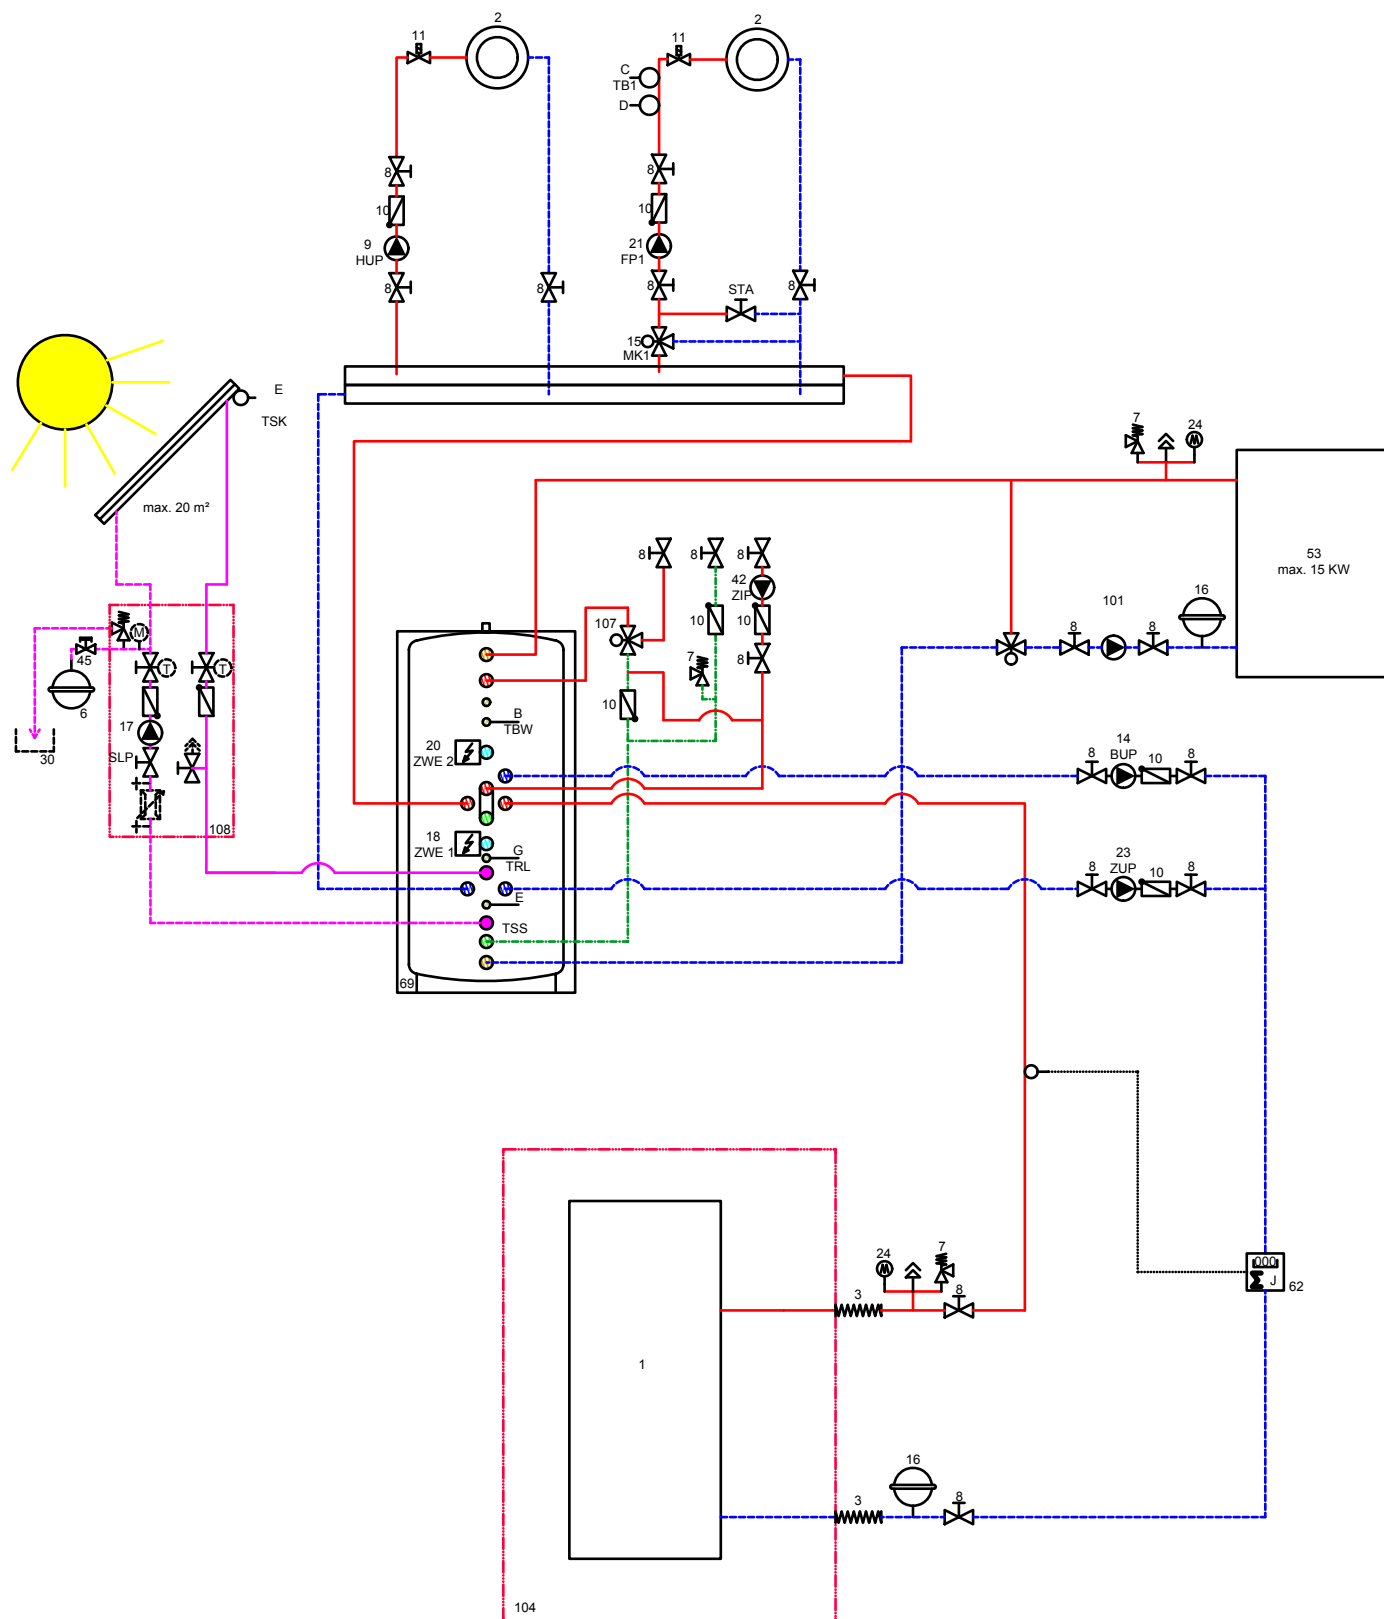 2
2
11
11
C
TB1
D
8
8
10
10
9
HUP
21
FP1
8
8
8
8
STA
15
MK1
E
TSK
max. 20 m²
7
24
53
max. 15 KW
8
8
8
42
ZIP
16
101
10
10
107
8
8
M
45
T
T
8
7
6
10
B
TBW
17
20
ZWE 2
SLP
30
8
14
BUP
10
8
108
18
ZWE 1
G
TRL
8
23
ZUP
10
8
E
TSS
69
24
7
000
Σ J
62
3
8
1
16
3
8
104